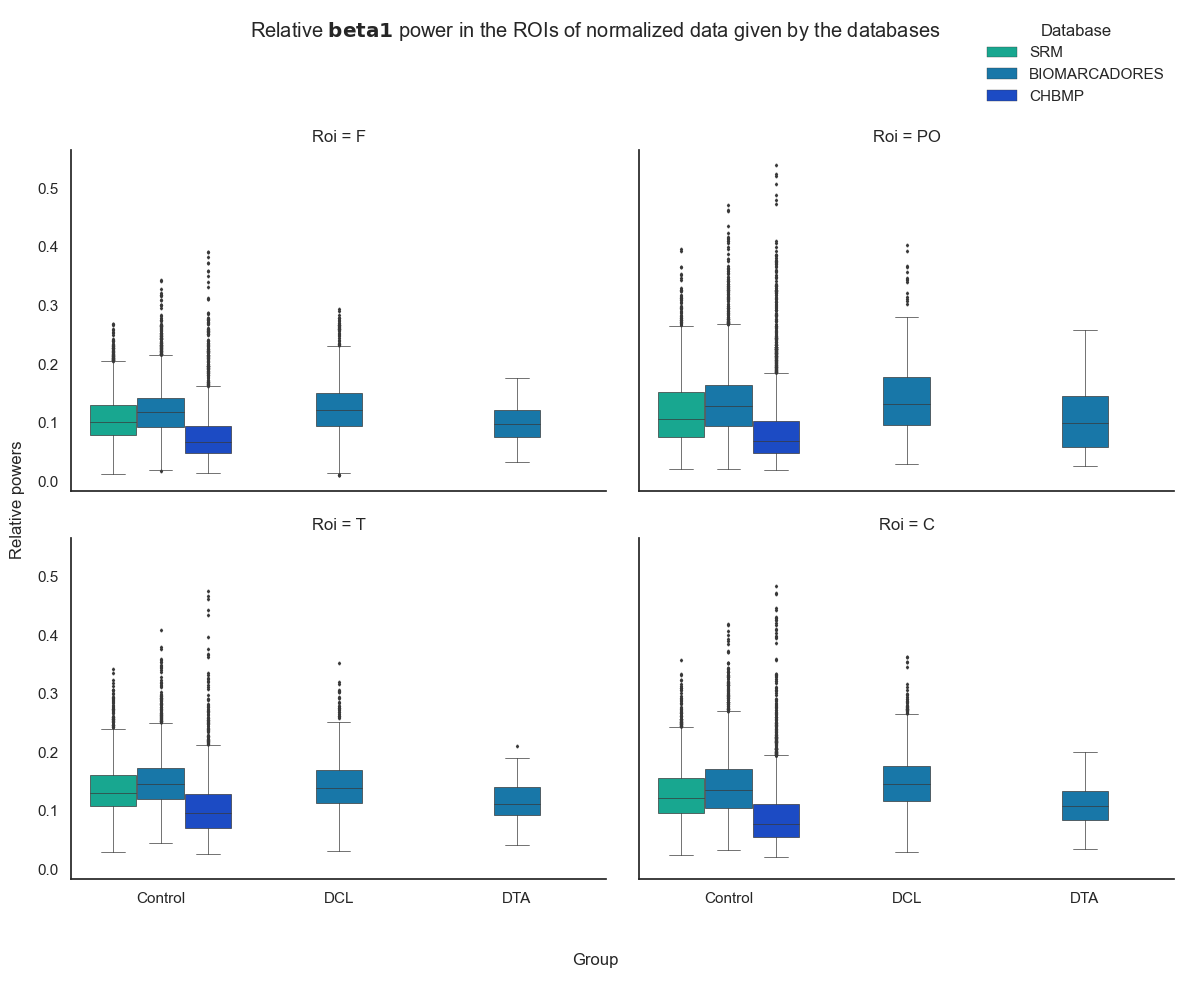 Relative beta1 power in the ROIs of normalized data given by the databases
Database
SRM
BIOMARCADORES
CHBMP
Roi = F
Roi = PO
0.5
0.4
0.3
0.2
0.1
0.0
Relative powers
Roi = T
Roi = C
0.5
0.4
0.3
0.2
0.1
0.0
Control DCL DTA
Control DCL DTA
Group